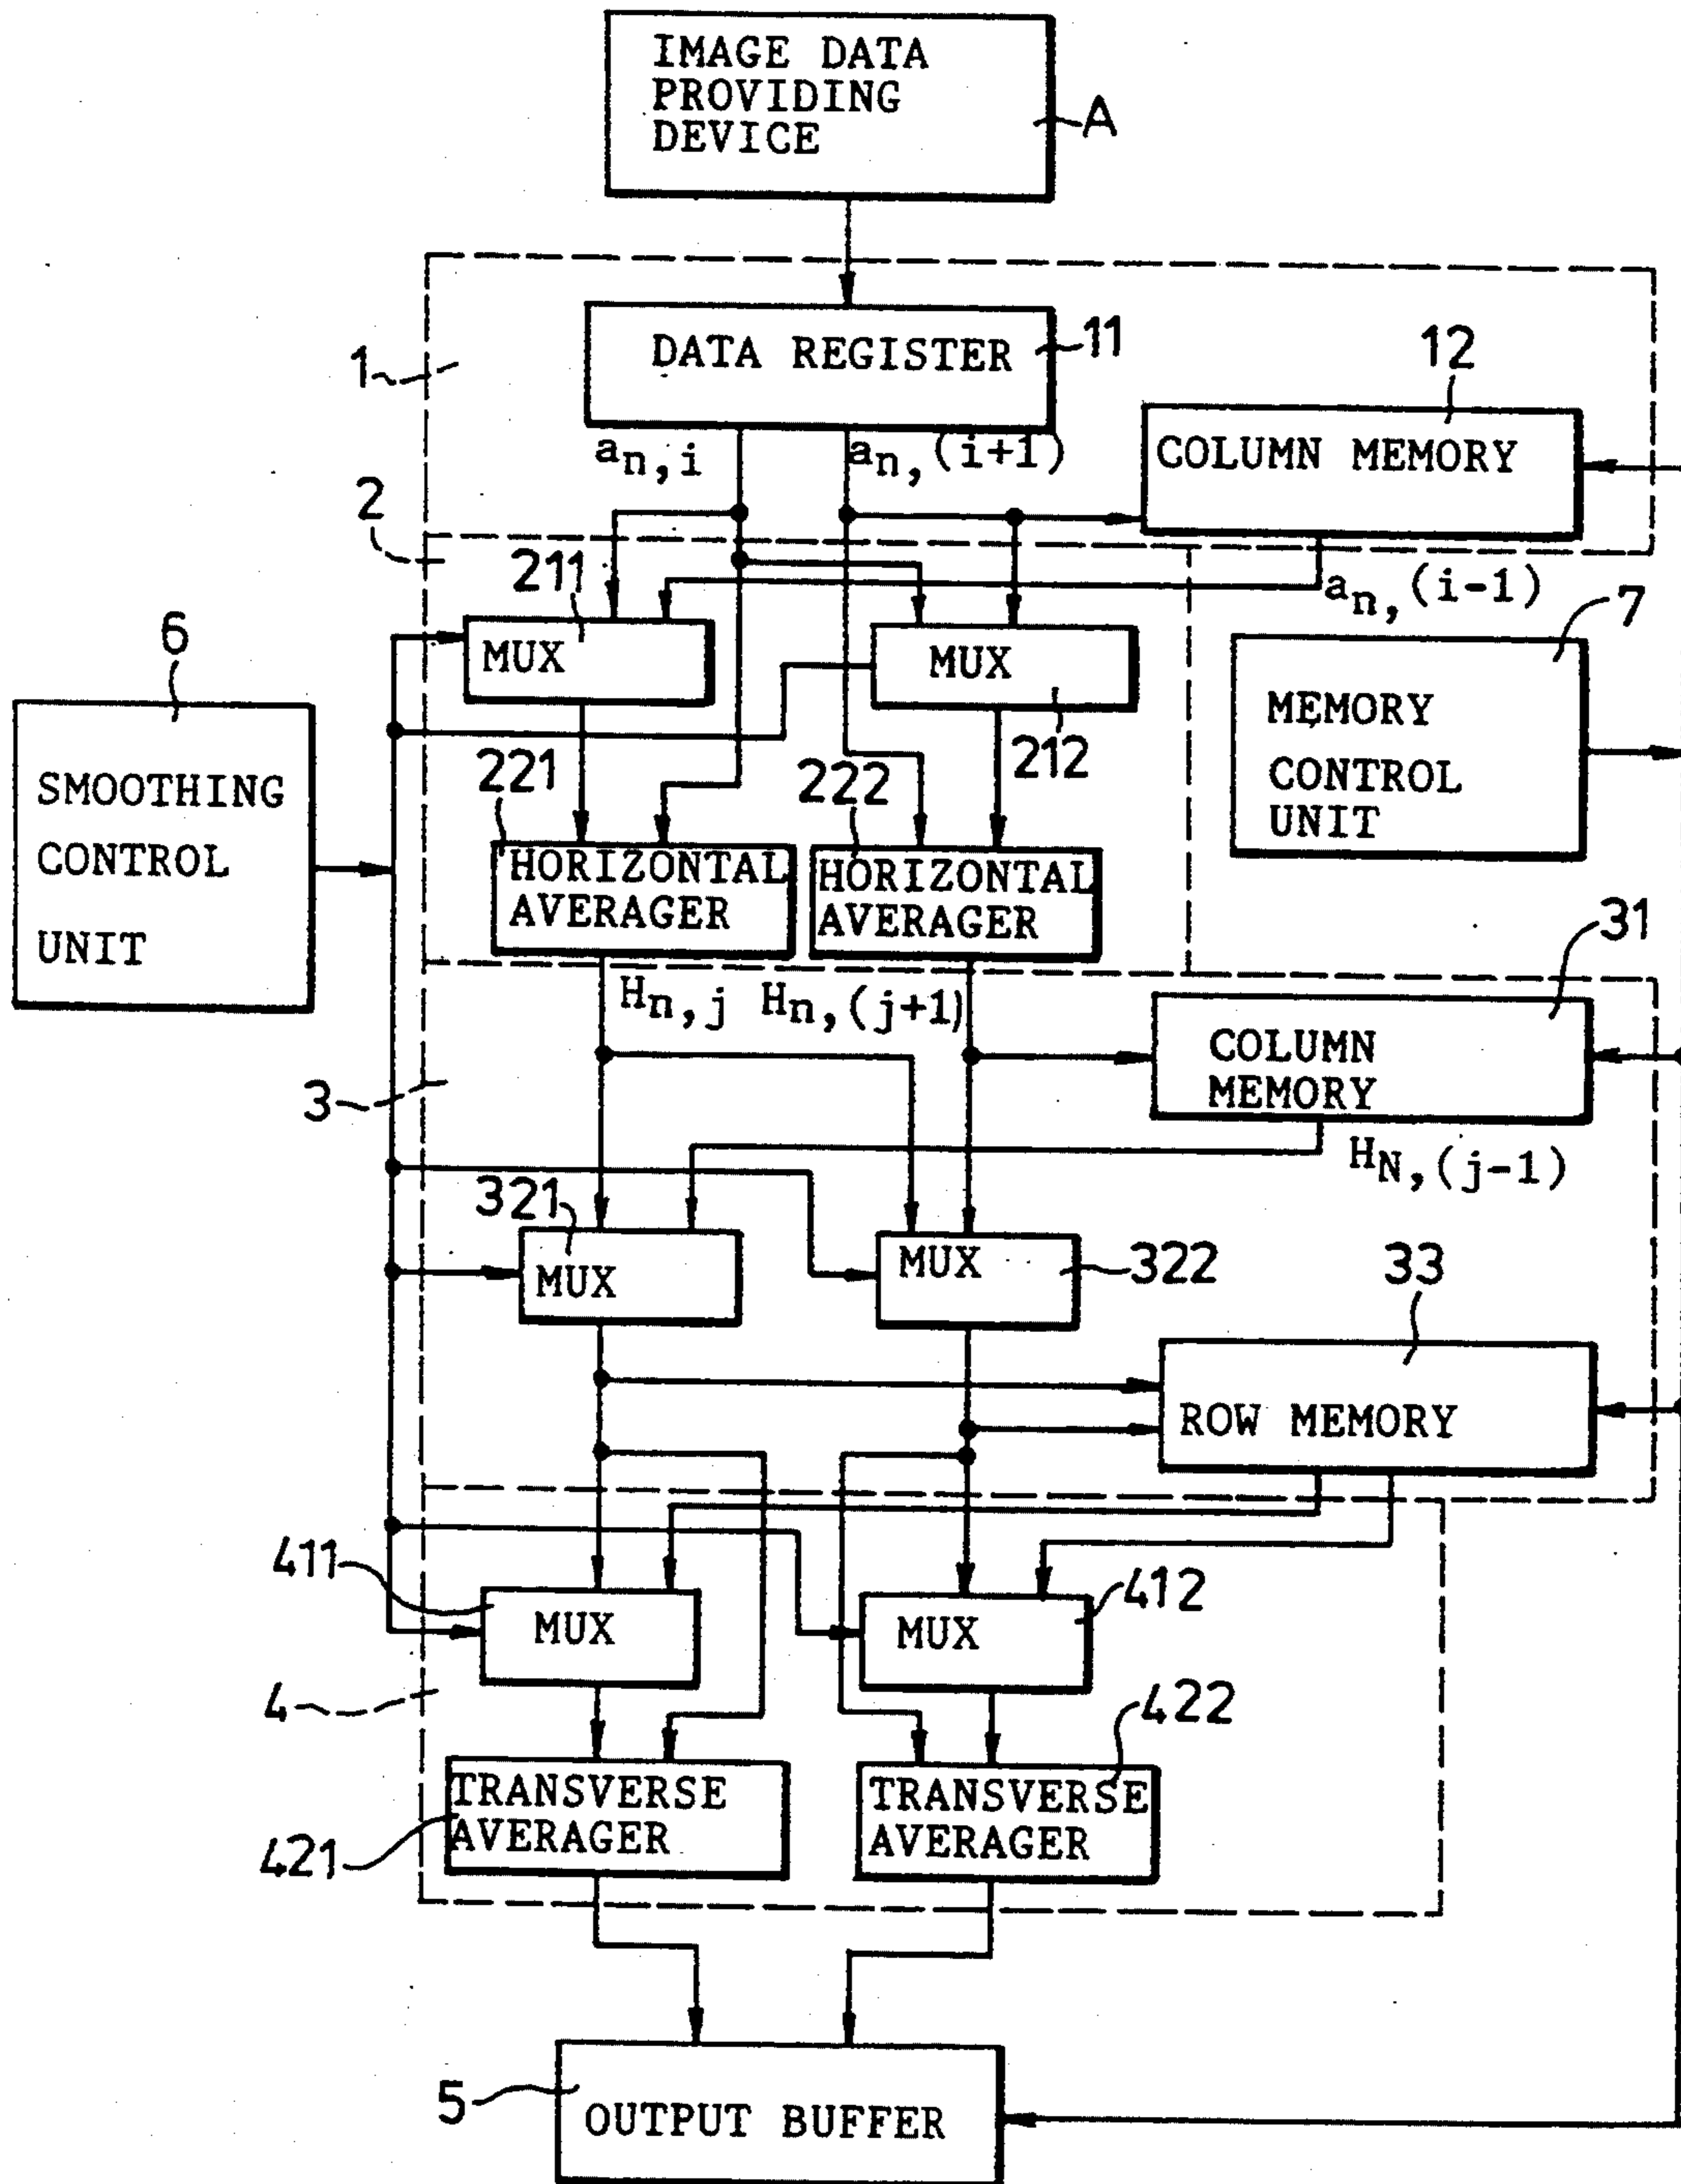 IMAGE DATA
PROVIDING
DEVICE
A
1
DATA REGISTER
11
12
COLUMN MEMORY
an,i
an,(i+1)
2
211
an,(i-1)
7
6
MUX
MUX
MEMORY
CONTROL
UNIT
212
SMOOTHING
CONTROL
UNIT
221
222
HORIZONTAL
AVERAGER
HORIZONTAL
AVERAGER
31
Hn,j
Hn,(j+1)
COLUMN
MEMORY
3
HN,(j-1)
321
MUX
MUX
322
33
ROW MEMORY
411
MUX
MUX
412
4
422
TRANSVERSE
AVERAGER
TRANSVERSE
AVERAGER
421
5
OUTPUT BUFFER